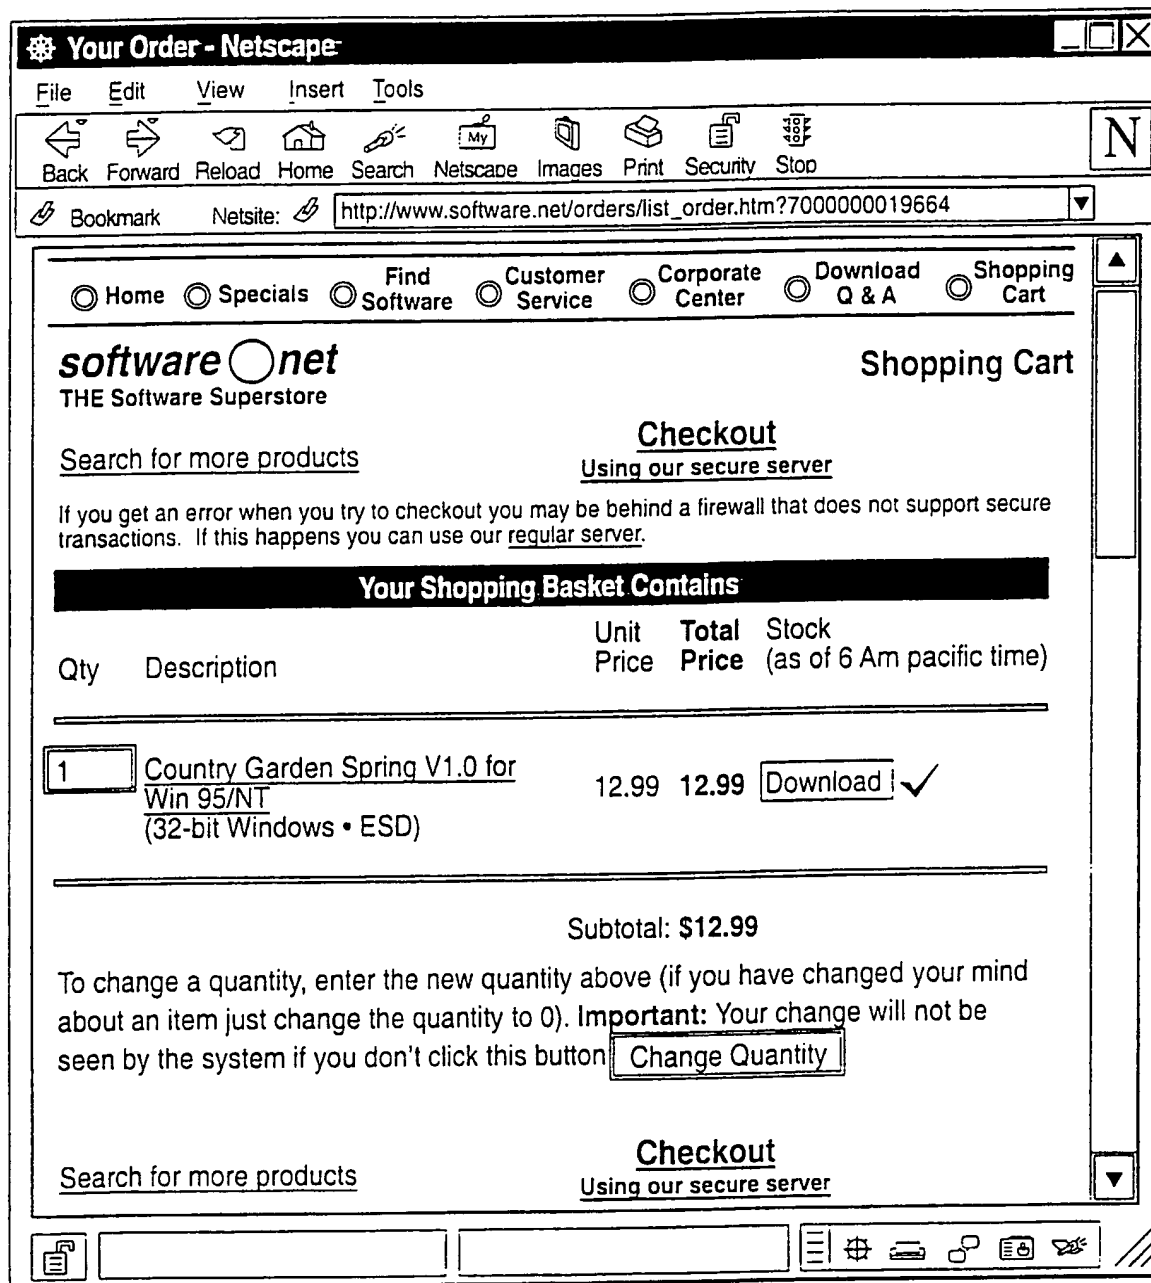 Your Order - Netscape
File Edit View Insert Tools
My
N
Back Forward Reload Home Search Netscape Images Print Security Stop
Bookmark Netsite: http://www.software.net/orders/list_order.htm?7000000019664
Home Specials Find Software Customer Service Corporate Center Download Q & A Shopping Cart
software net
Shopping Cart
THE Software Superstore
Checkout
Search for more products
Using our secure server
If you get an error when you try to checkout you may be behind a firewall that does not support secure
transactions. If this happens you can use our regular server.
Your Shopping Basket Contains
Unit Total Stock
Qty Description Price Price (as of 6 Am pacific time)
1 Country Garden Spring V1.0 for
Win 95/NT
12.99 12.99 Download
(32-bit Windows • ESD)
Subtotal: $12.99
To change a quantity, enter the new quantity above (if you have changed your mind
about an item just change the quantity to 0). Important: Your change will not be
seen by the system if you don't click this button Change Quantity
Checkout
Search for more products
Using our secure server